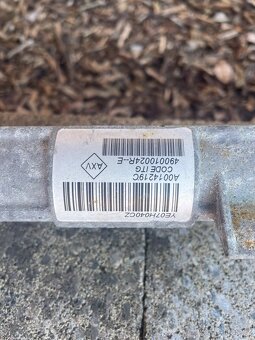 YE07H040CZ
A0014219C
CODE ITG
490010024R--E
AXV